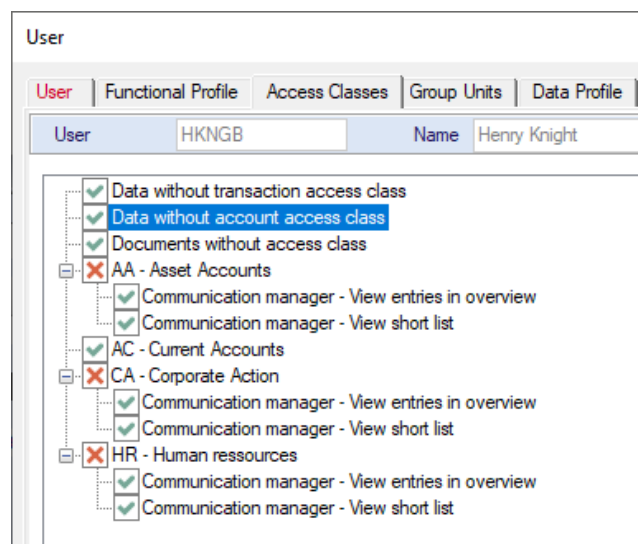 User
User Functional Profile Access Classes Group Units Data Profile
User HKNGB Name Henry Knight
Data without transaction access class
Data without account access class
Documents without access class
AA - Asset Accounts
Communication manager - View entries in overview
Communication manager - View short list
AC - Current Accounts
CA - Corporate Action
Communication manager - View entries in overview
Communication manager - View short list
HR - Human ressources
Communication manager - View entries in overview
Communication manager - View short list